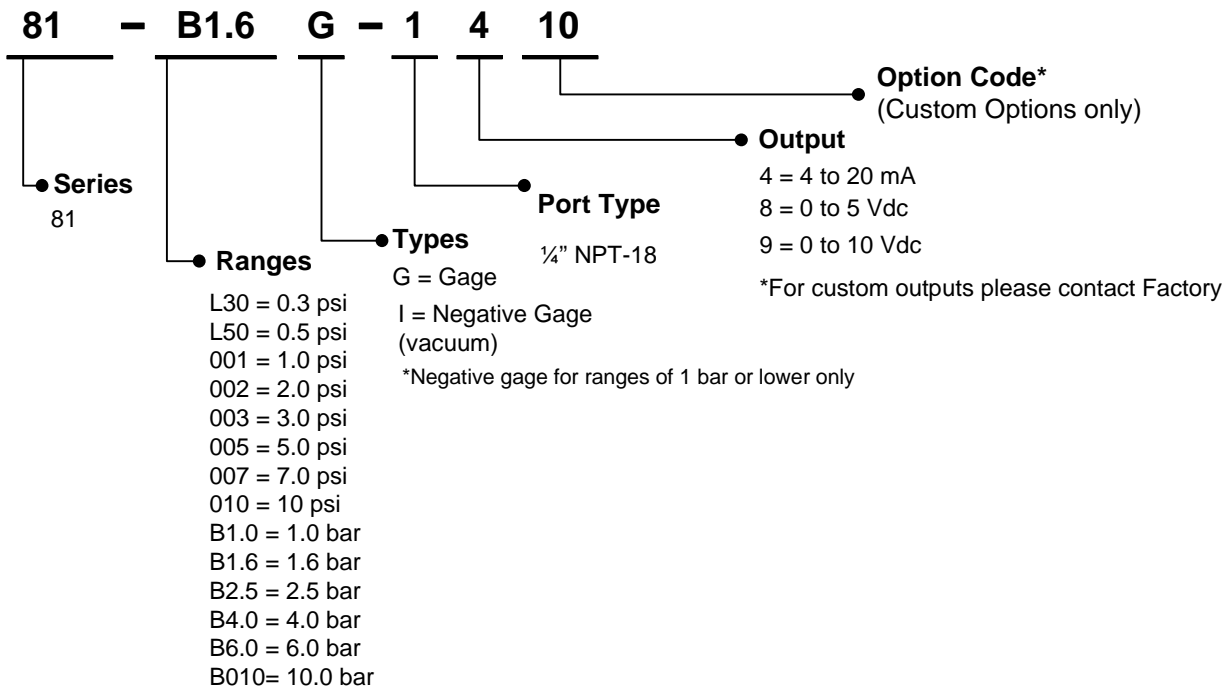 81 – B1.6 G – 1 4 10
Option Code*
(Custom Options only)
Output
4 = 4 to 20 mA
8 = 0 to 5 Vdc
9 = 0 to 10 Vdc
*For custom outputs please contact Factory
Series
81
Port Type
¼” NPT-18
Types
G = Gage
I = Negative Gage
(vacuum)
*Negative gage for ranges of 1 bar or lower only
Ranges
L30 = 0.3 psi
L50 = 0.5 psi
001 = 1.0 psi
002 = 2.0 psi
003 = 3.0 psi
005 = 5.0 psi
007 = 7.0 psi
010 = 10 psi
B1.0 = 1.0 bar
B1.6 = 1.6 bar
B2.5 = 2.5 bar
B4.0 = 4.0 bar
B6.0 = 6.0 bar
B010= 10.0 bar